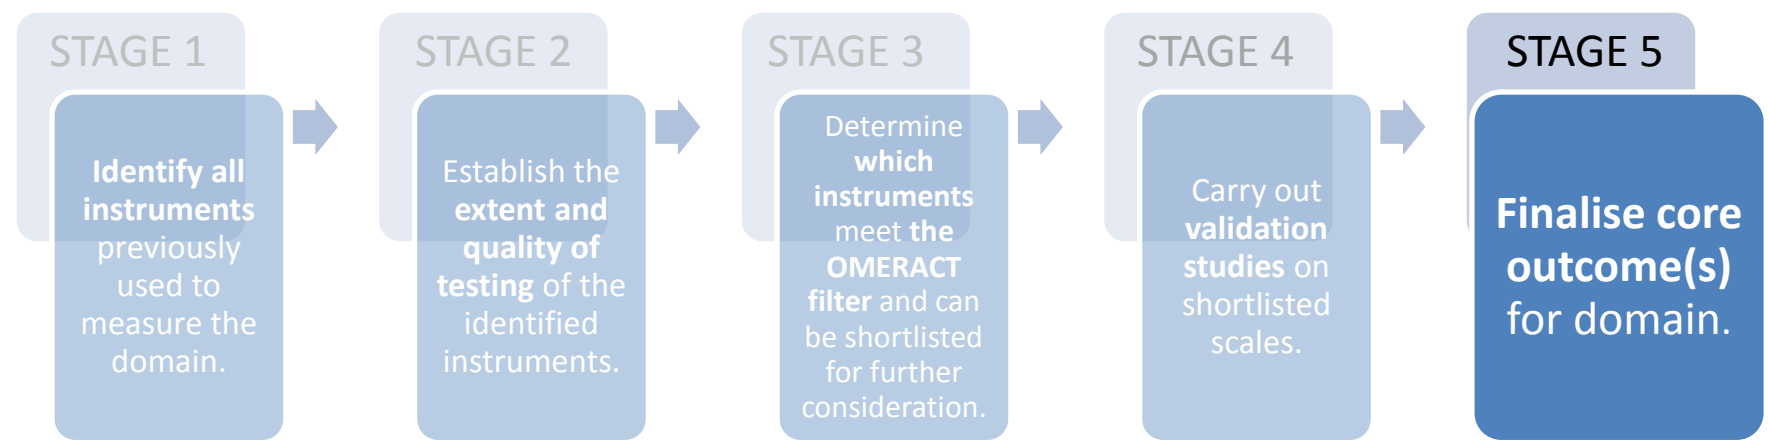 STAGE 1
Identify all
instruments
previously
used to
measure the
domain.
STAGE 2
Establish the
extent and
quality of
testing of the
identified
instruments.
STAGE 3
Determine
which
instruments
meet the
OMERACT
filter and can
be shortlisted
for further
consideration.
STAGE 4
Carry out
validation
studies on
shortlisted
scales.
STAGE 5
Finalise core
outcome(s)
for domain.